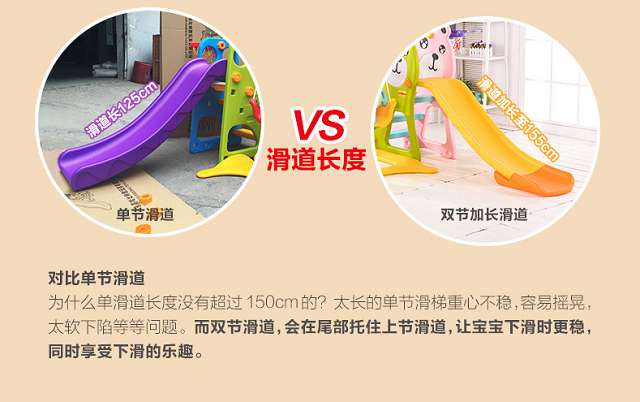 滑道长125cm
单节滑道
VS
滑道长度
滑道加长至155cm
双节加长滑道
对比单节滑道
为什么单滑道长度没有超过150cm的？太长的单节滑梯重心不稳，容易摇晃，
太软下陷等等问题。而双节滑道，会在尾部托住上节滑道，让宝宝下滑时更稳，
同时享受下滑的乐趣。